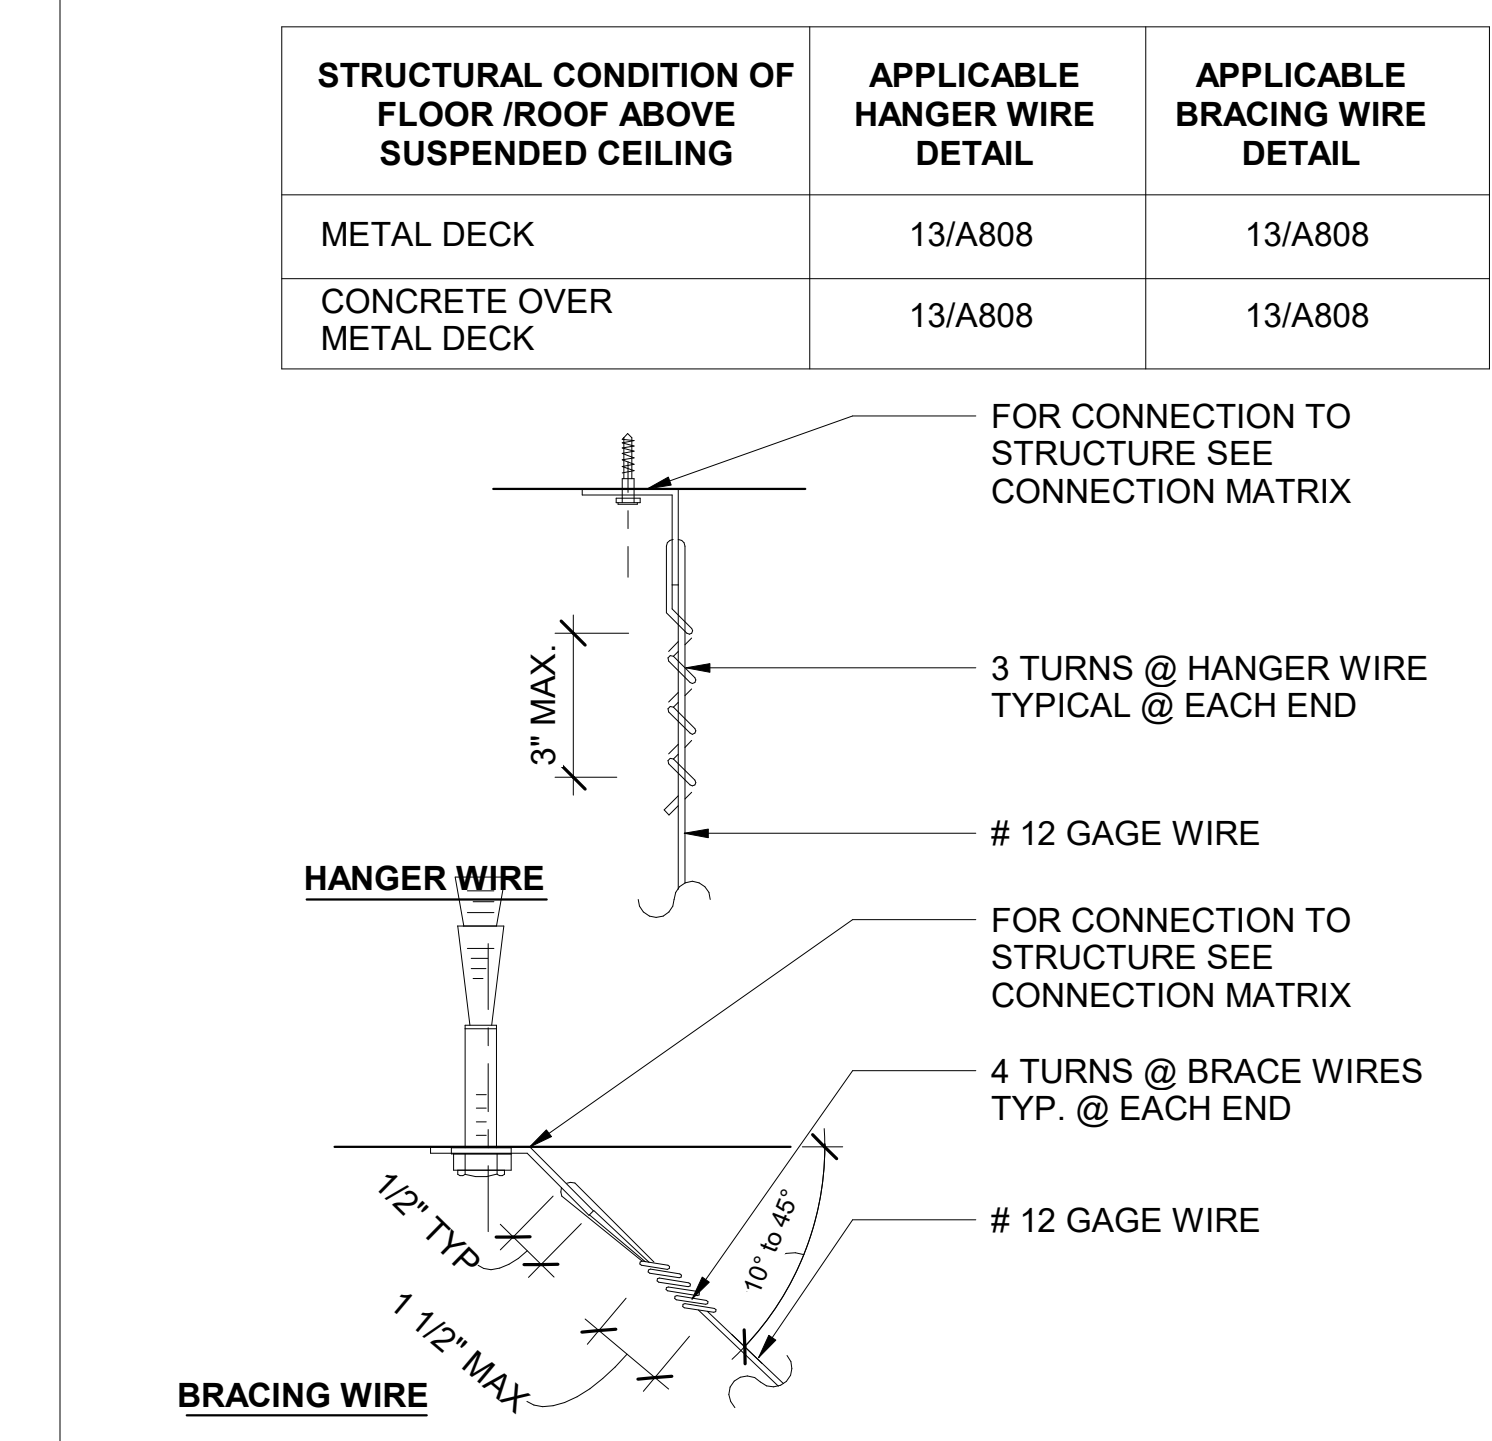 STRUCTURAL CONDITION OF
FLOOR /ROOF ABOVE
SUSPENDED CEILING
APPLICABLE
HANGER WIRE
DETAIL
APPLICABLE
BRACING WIRE
DETAIL
METAL DECK
13/A808
13/A808
CONCRETE OVER
METAL DECK
13/A808
13/A808
FOR CONNECTION TO
STRUCTURE SEE
CONNECTION MATRIX
3" MAX.
3 TURNS @ HANGER WIRE
TYPICAL @ EACH END
# 12 GAGE WIRE
HANGER WIRE
FOR CONNECTION TO
STRUCTURE SEE
CONNECTION MATRIX
4 TURNS @ BRACE WIRES
TYP. @ EACH END
1/2" TYP
10° to 45°
# 12 GAGE WIRE
1 1/2" MAX
BRACING WIRE